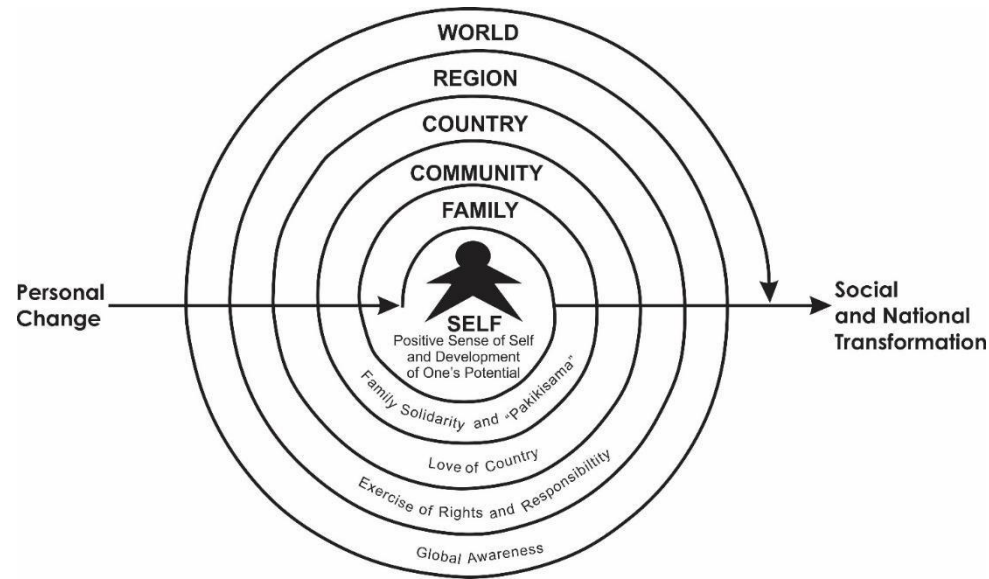 WORLD
REGION
COUNTRY
COMMUNITY
FAMILY
Personal
Change
SELF
Positive Sense of Self
and Development
of One's Potential
Social
and National
Transformation
Family Solidarity and "Pakikisama"
Love of Country
Exercise of Rights and Responsibiltity
Global Awareness